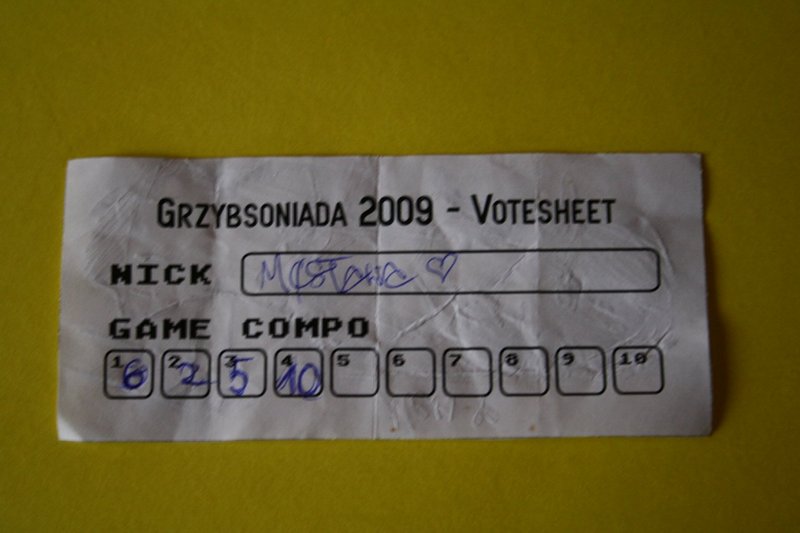 GRZYBSONIADA 2009 - VOTESHEET
NICK
GAME COMPO
1 2 3 4 5 6 7 8 9 10
6 2 5 10